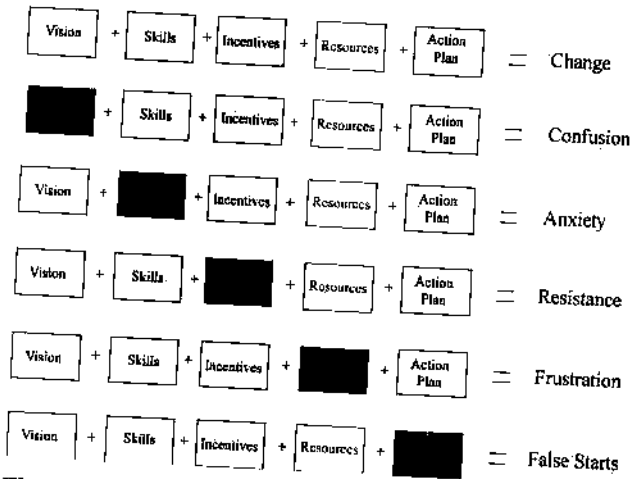 Vision + Skills + Incentives + Resources + Action Plan = Change
+ Skills + Incentives + Resources + Action Plan = Confusion
Vision + + Incentives + Resources + Action Plan = Anxiety
Vision + Skills + + Resources + Action Plan = Resistance
Vision + Skills + Incentives + + Action Plan = Frustration
Vision + Skills + Incentives + Resources + = False Starts